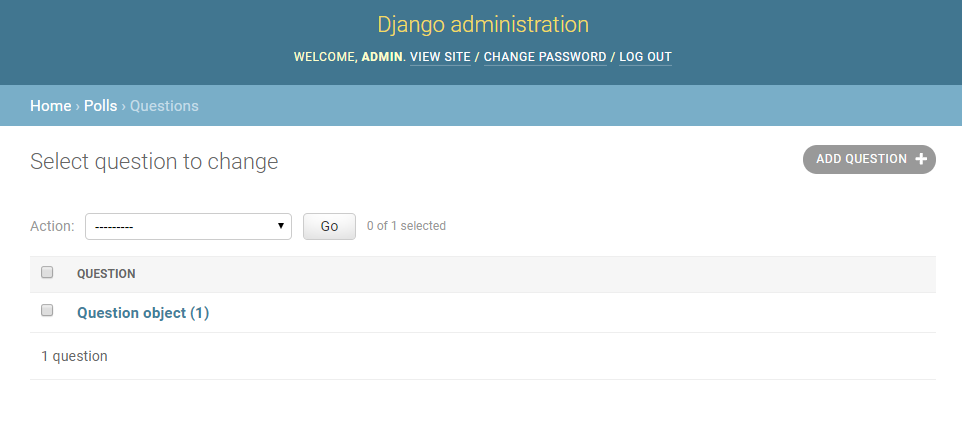 Django administration
WELCOME, ADMIN. VIEW SITE / CHANGE PASSWORD / LOG OUT
Home › Polls › Questions
Select question to change
ADD QUESTION +
Action: --------- Go 0 of 1 selected
QUESTION
Question object (1)
1 question